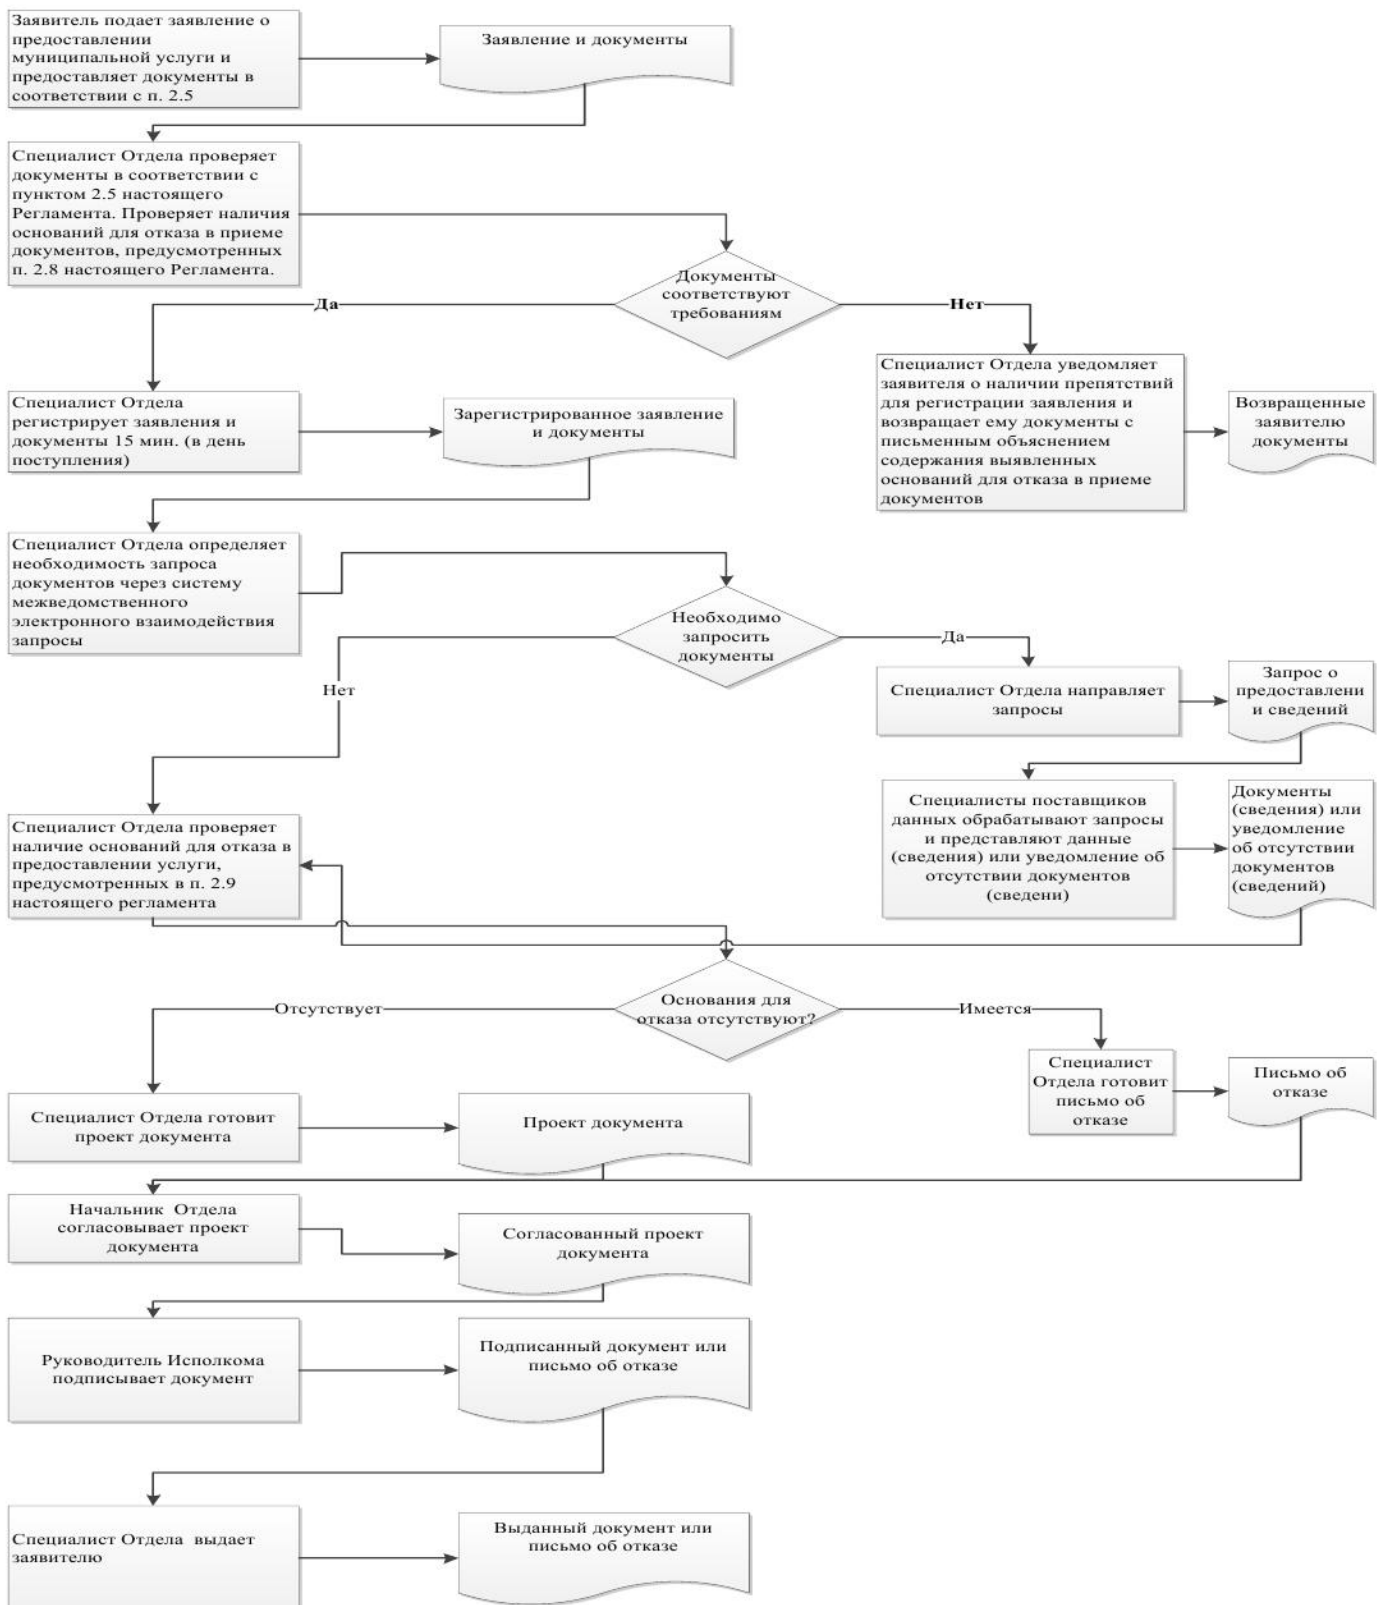 Заявитель подает заявление о
предоставлении
муниципальной услуги и
предоставляет документы в
соответствии с п. 2.5
Заявление и документы
Специалист Отдела проверяет
документы в соответствии с
пунктом 2.5 настоящего
Регламента. Проверяет наличия
оснований для отказа в приеме
документов, предусмотренных
п. 2.8 настоящего Регламента.
Документы
соответствуют
требованиям
Да
Нет
Специалист Отдела
регистрирует заявления и
документы 15 мин. (в день
поступления)
Зарегистрированное заявление
и документы
Специалист Отдела уведомляет
заявителя о наличии препятствий
для регистрации заявления и
возвращает ему документы с
письменным объяснением
содержания выявленных
оснований для отказа в приеме
документов
Возвращенные
заявителю
документы
Специалист Отдела определяет
необходимость запроса
документов через систему
межведомственного
электронного взаимодействия
запросы
Необходимо
запросить
документы
Да
Нет
Специалист Отдела направляет
запросы
Запрос о
предоставлени
и сведений
Специалисты поставщиков
данных обрабатывают запросы
и представляют данные
(сведения) или уведомление об
отсутствии документов
(сведени)
Документы
(сведения) или
уведомление
об отсутствии
документов
(сведений)
Специалист Отдела проверяет
наличие оснований для отказа в
предоставлении услуги,
предусмотренных в п. 2.9
настоящего регламента
Основания для
отказа отсутствуют?
Отсутствует
Имеется
Специалист
Отдела готовит
письмо об
отказе
Письмо об
отказе
Специалист Отдела готовит
проект документа
Проект документа
Начальник  Отдела
согласовывает проект
документа
Согласованный проект
документа
Руководитель Исполкома
подписывает документ
Подписанный документ или
письмо об отказе
Специалист Отдела  выдает
заявителю
Выданный документ или
письмо об отказе